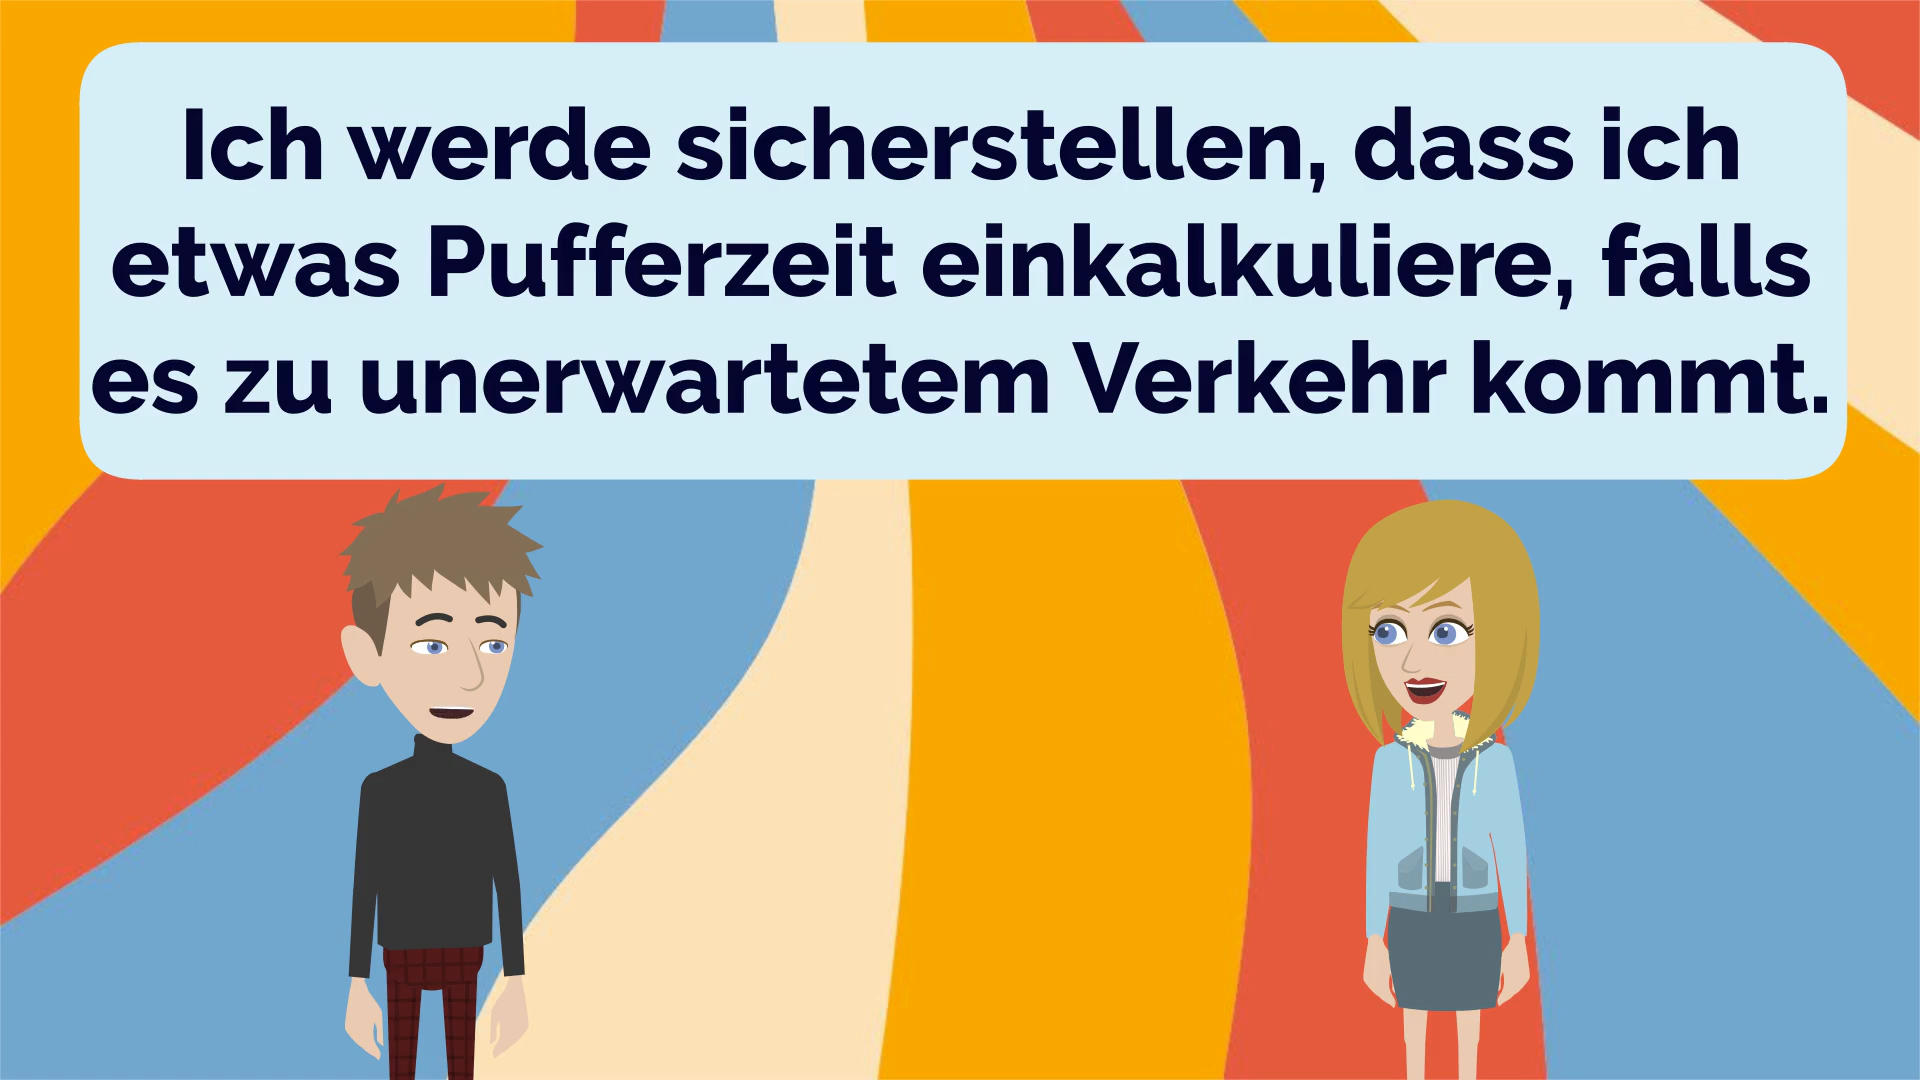 Ich werde sicherstellen, dass ich
etwas Pufferzeit einkalkuliere, falls
es zu unerwartetem Verkehr kommt.